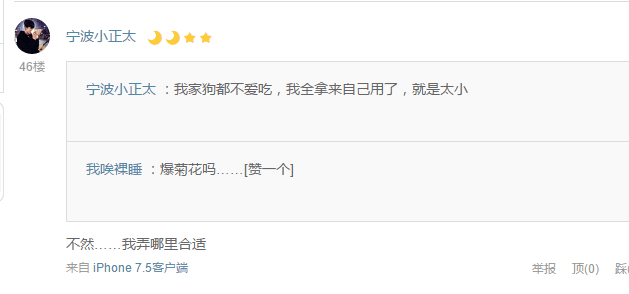 宁波小正太
46楼
宁波小正太 ：我家狗都不爱吃，我全拿来自己用了，就是太小
我唉裸睡 ：爆菊花吗……[赞一个]
不然……我弄哪里合适
来自 iPhone 7.5客户端 举报 顶(0) 踩(